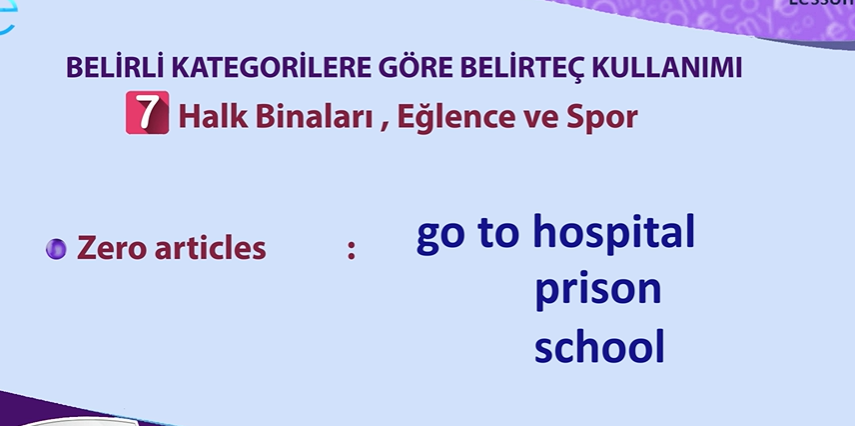 Lesson
BELİRLİ KATEGORİLERE GÖRE BELİRTEÇ KULLANIMI
7 Halk Binaları , Eğlence ve Spor
Zero articles : go to hospital
prison
school